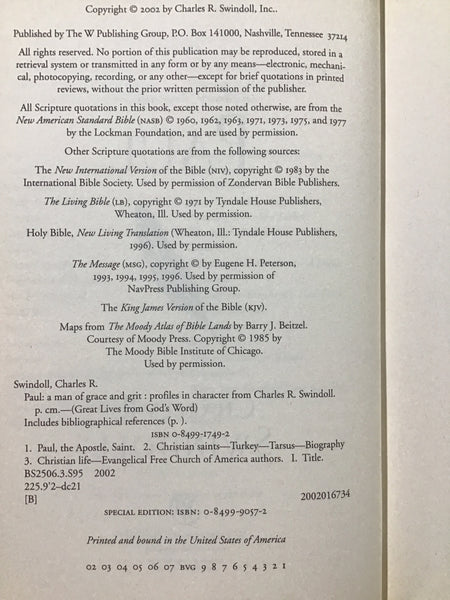 Copyright © 2002 by Charles R. Swindoll, Inc..
Published by The W Publishing Group, P.O. Box 141000, Nashville, Tennessee 37214
All rights reserved. No portion of this publication may be reproduced, stored in a
retrieval system or transmitted in any form or by any means—electronic, mechani-
cal, photocopying, recording, or any other—except for brief quotations in printed
reviews, without the prior written permission of the publisher.
All Scripture quotations in this book, except those noted otherwise, are from the
New American Standard Bible (NASB) © 1960, 1962, 1963, 1971, 1973, 1975, and 1977
by the Lockman Foundation, and are used by permission.
Other Scripture quotations are from the following sources:
The New International Version of the Bible (NIV), copyright © 1983 by the
International Bible Society. Used by permission of Zondervan Bible Publishers.
The Living Bible (LB), copyright © 1971 by Tyndale House Publishers,
Wheaton, Ill. Used by permission.
Holy Bible, New Living Translation (Wheaton, Ill.: Tyndale House Publishers,
1996). Used by permission.
The Message (MSG), copyright © by Eugene H. Peterson,
1993, 1994, 1995, 1996. Used by permission of
NavPress Publishing Group.
The King James Version of the Bible (KJV).
Maps from The Moody Atlas of Bible Lands by Barry J. Beitzel.
Courtesy of Moody Press. Copyright © 1985 by
The Moody Bible Institute of Chicago.
Used by permission.
Swindoll, Charles R.
Paul: a man of grace and grit : profiles in character from Charles R. Swindoll.
p. cm.—(Great Lives from God's Word)
Includes bibliographical references (p. ).
ISBN 0-8499-1749-2
1. Paul, the Apostle, Saint. 2. Christian saints—Turkey—Tarsus—Biography
3. Christian life—Evangelical Free Church of America authors. I. Title.
BS2506.3.S95 2002
225.9'2-dc21
[B] 2002016734
SPECIAL EDITION: ISBN: 0-8499-9057-2
Printed and bound in the United States of America
02 03 04 05 06 07 BVG 9 8 7 6 5 4 3 2 1